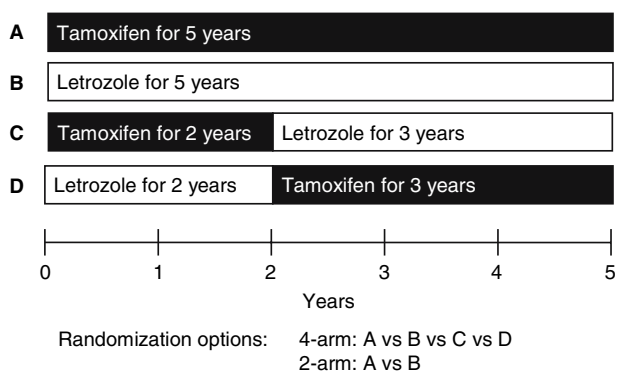 A Tamoxifen for 5 years
B Letrozole for 5 years
C Tamoxifen for 2 years Letrozole for 3 years
D Letrozole for 2 years Tamoxifen for 3 years
0 1 2 3 4 5
Years
Randomization options: 4-arm: A vs B vs C vs D
2-arm: A vs B